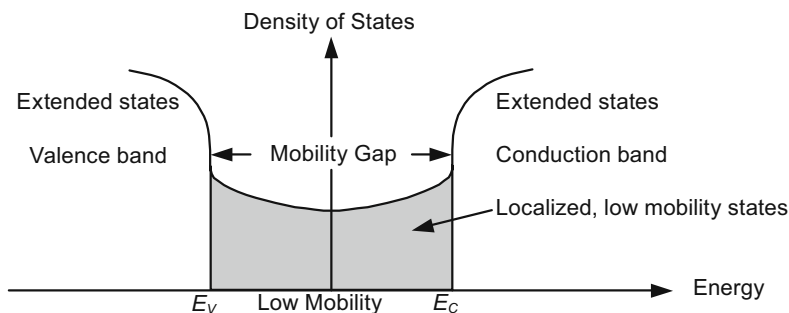 Density of States
Extended states
Extended states
Valence band
Mobility Gap
Conduction band
Localized, low mobility states
Energy
E_V
Low Mobility
E_C